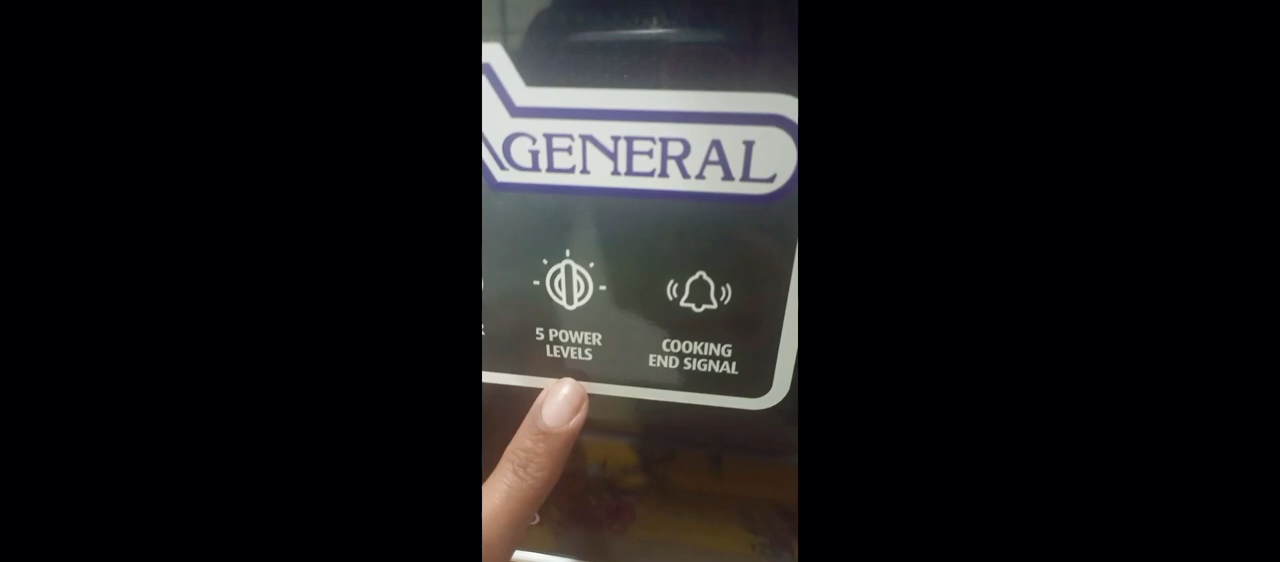 GENERAL
5 POWER
LEVELS
COOKING
END SIGNAL